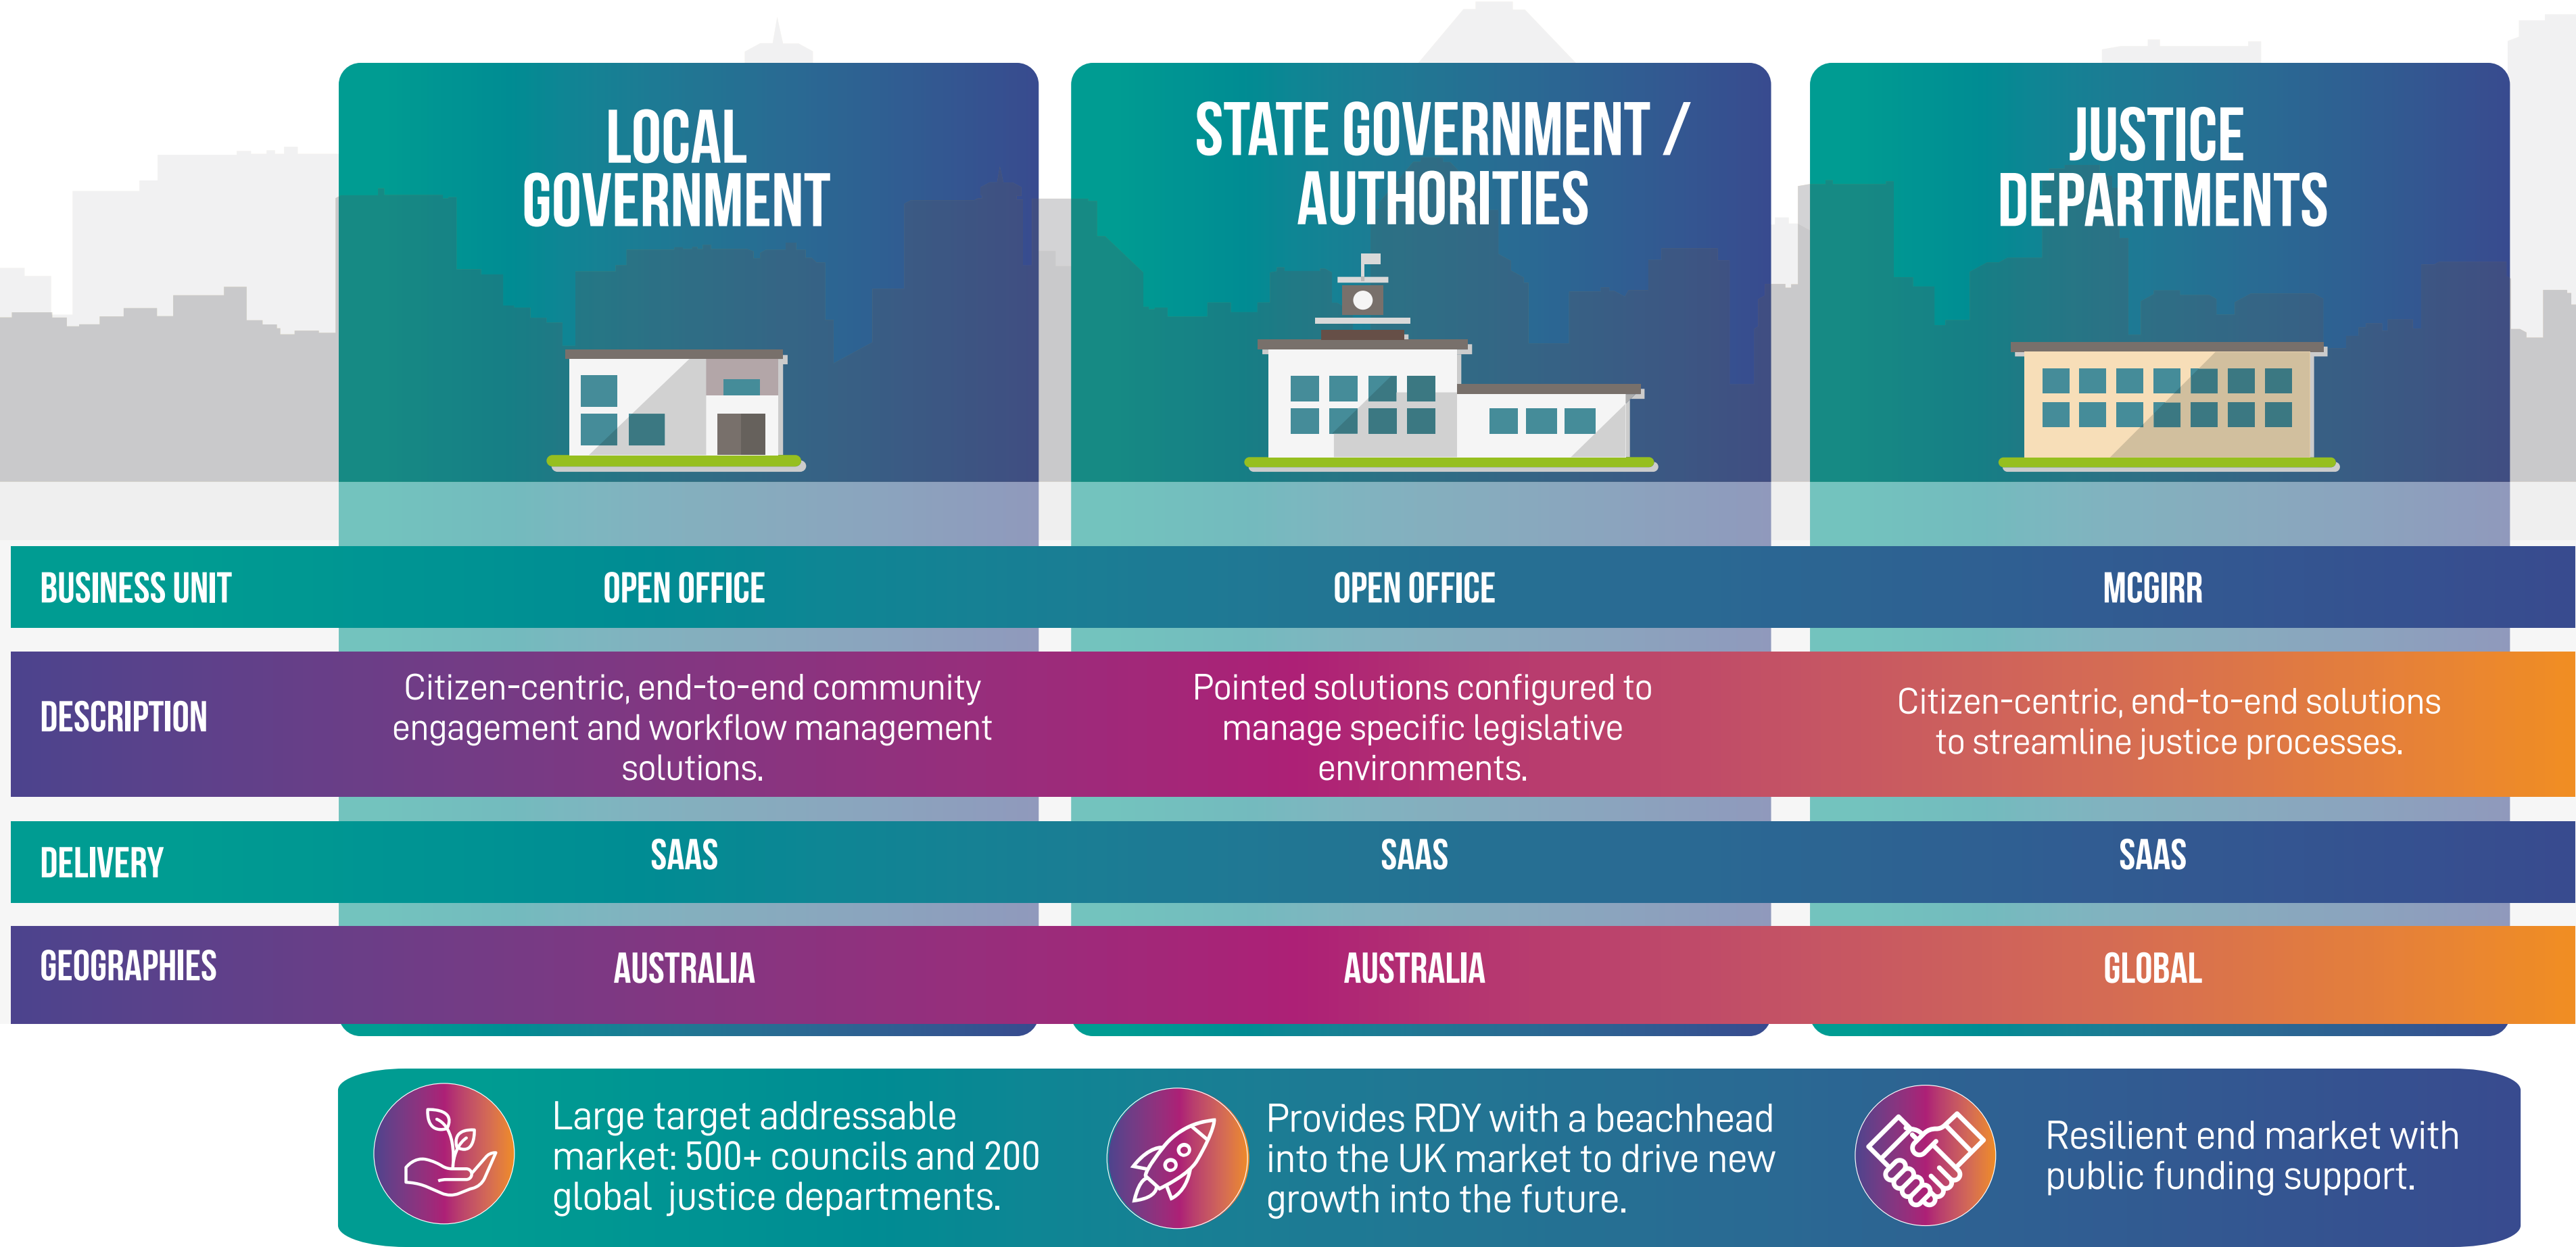 LOCAL
GOVERNMENT
STATE GOVERNMENT /
AUTHORITIES
JUSTICE
DEPARTMENTS
BUSINESS UNIT
OPEN OFFICE
OPEN OFFICE
MCGIRR
DESCRIPTION
Citizen-centric, end-to-end community
engagement and workflow management
solutions.
Pointed solutions configured to
manage specific legislative
environments.
Citizen-centric, end-to-end solutions
to streamline justice processes.
DELIVERY
SAAS
SAAS
SAAS
GEOGRAPHIES
AUSTRALIA
AUSTRALIA
GLOBAL
Large target addressable
market: 500+ councils and 200
global justice departments.
Provides RDY with a beachhead
into the UK market to drive new
growth into the future.
Resilient end market with
public funding support.